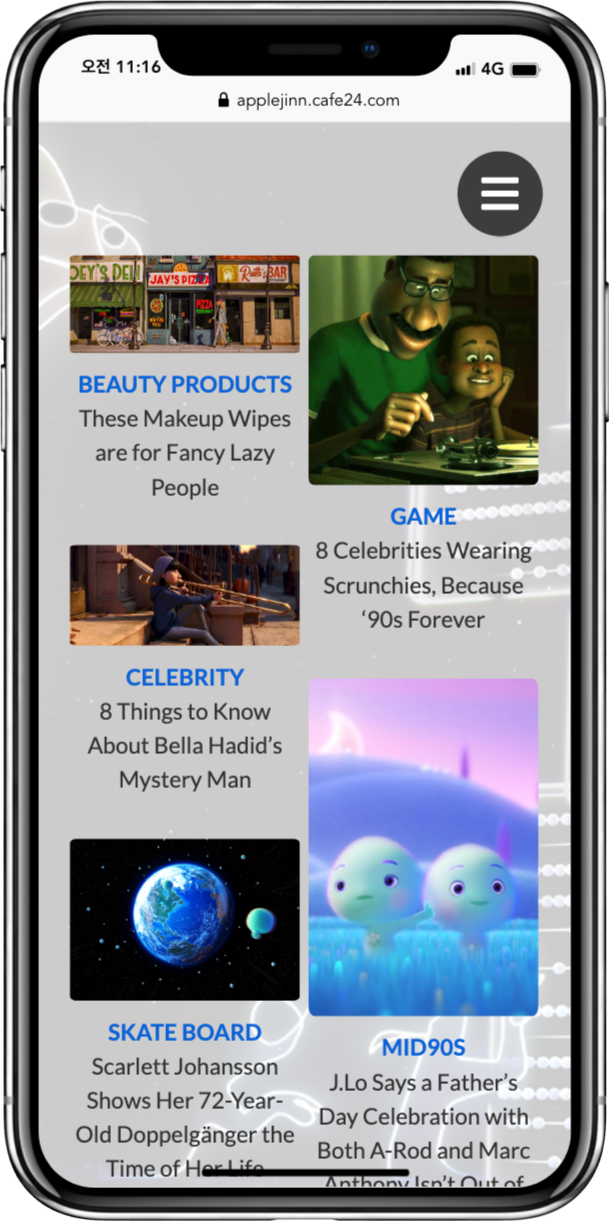 오전 11:16
4G
applejinn.cafe24.com
OEY'S DELI
JAY'S PIZZA
Ruth's BAR
PIZZA
BEAUTY PRODUCTS
These Makeup Wipes
are for Fancy Lazy
People
GAME
8 Celebrities Wearing
Scrunchies, Because
‘90s Forever
CELEBRITY
8 Things to Know
About Bella Hadid’s
Mystery Man
SKATE BOARD
Scarlett Johansson
Shows Her 72-Year-
Old Doppelgänger the
Time of Her Life
MID90S
J.Lo Says a Father’s
Day Celebration with
Both A-Rod and Marc
Anthony Isn’t Out of